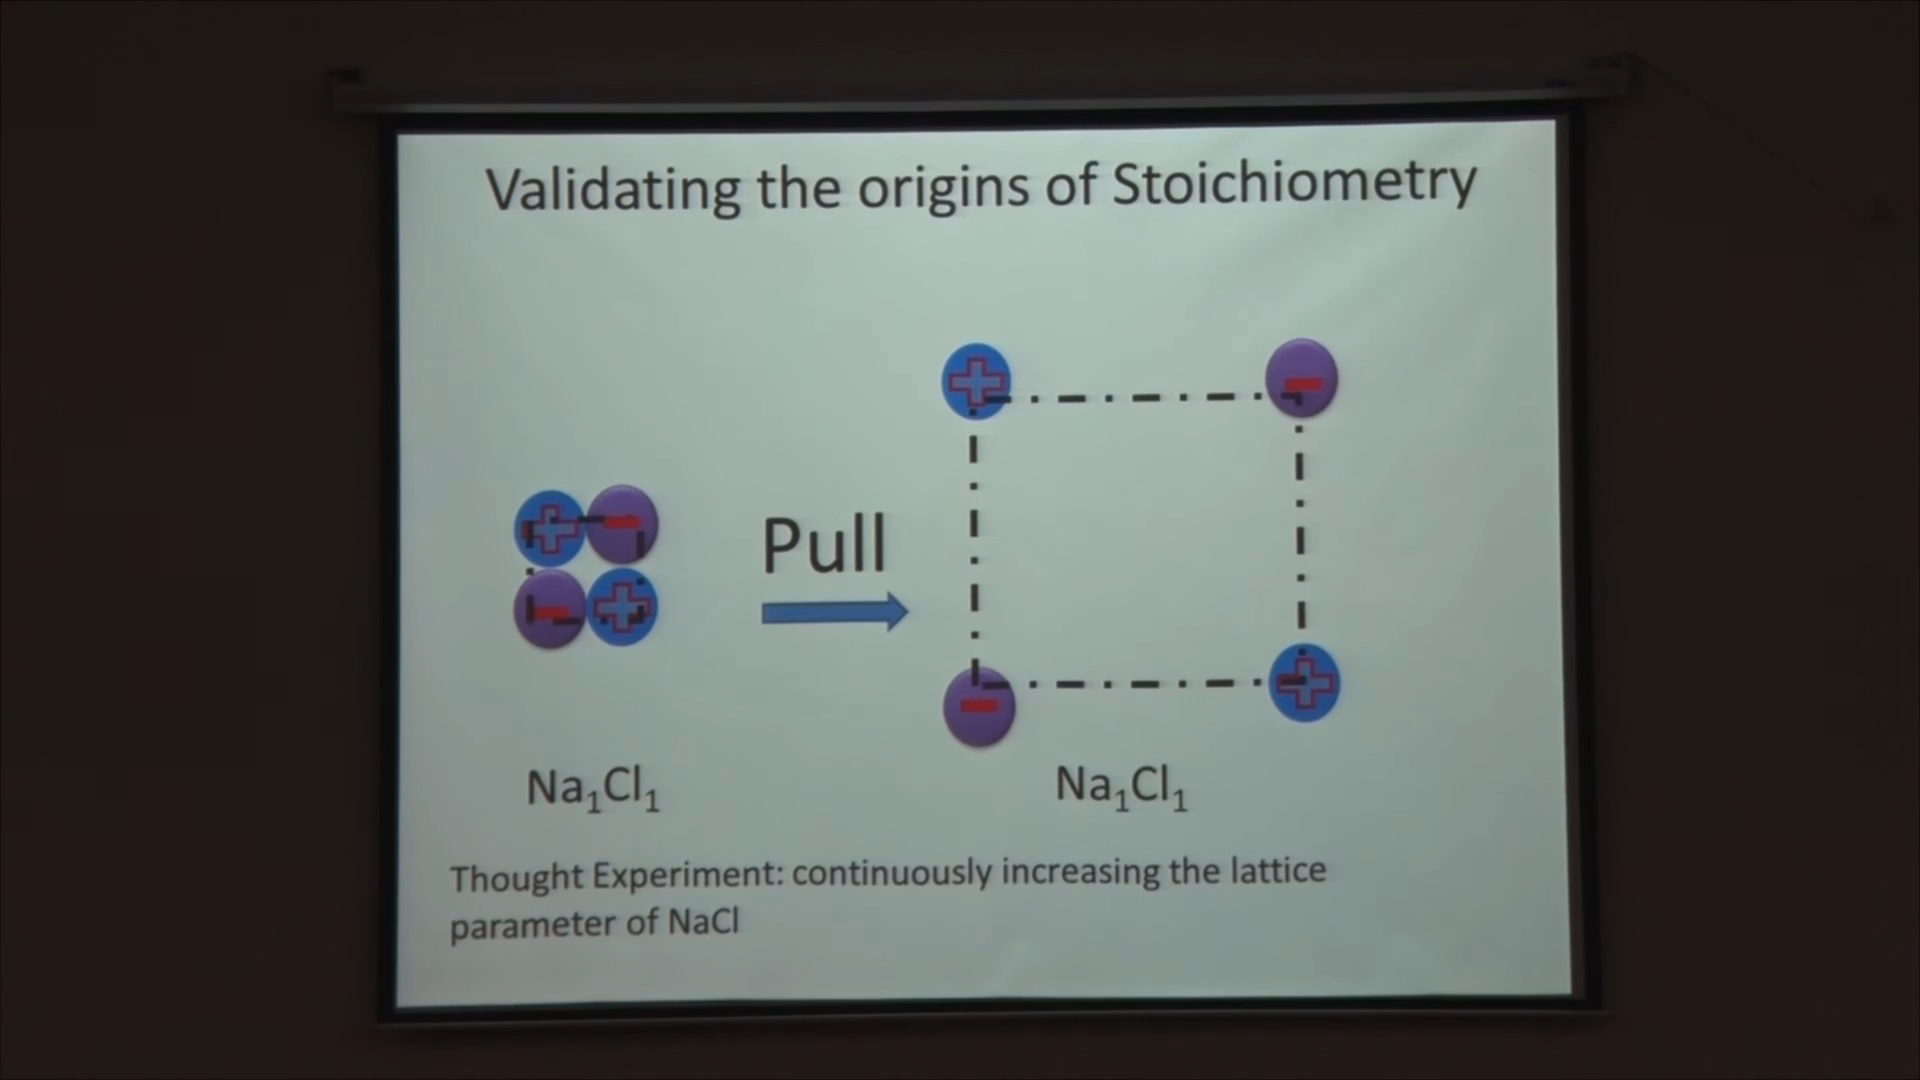 Validating the origins of Stoichiometry
Pull
Na₁Cl₁
Na₁Cl₁
Thought Experiment: continuously increasing the lattice
parameter of NaCl